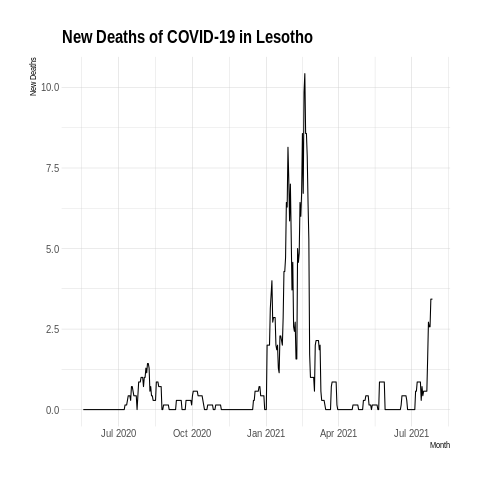 New Deaths of COVID-19 in Lesotho
New Deaths
10.0
7.5
5.0
2.5
0.0
Jul 2020 Oct 2020 Jan 2021 Apr 2021 Jul 2021
Month